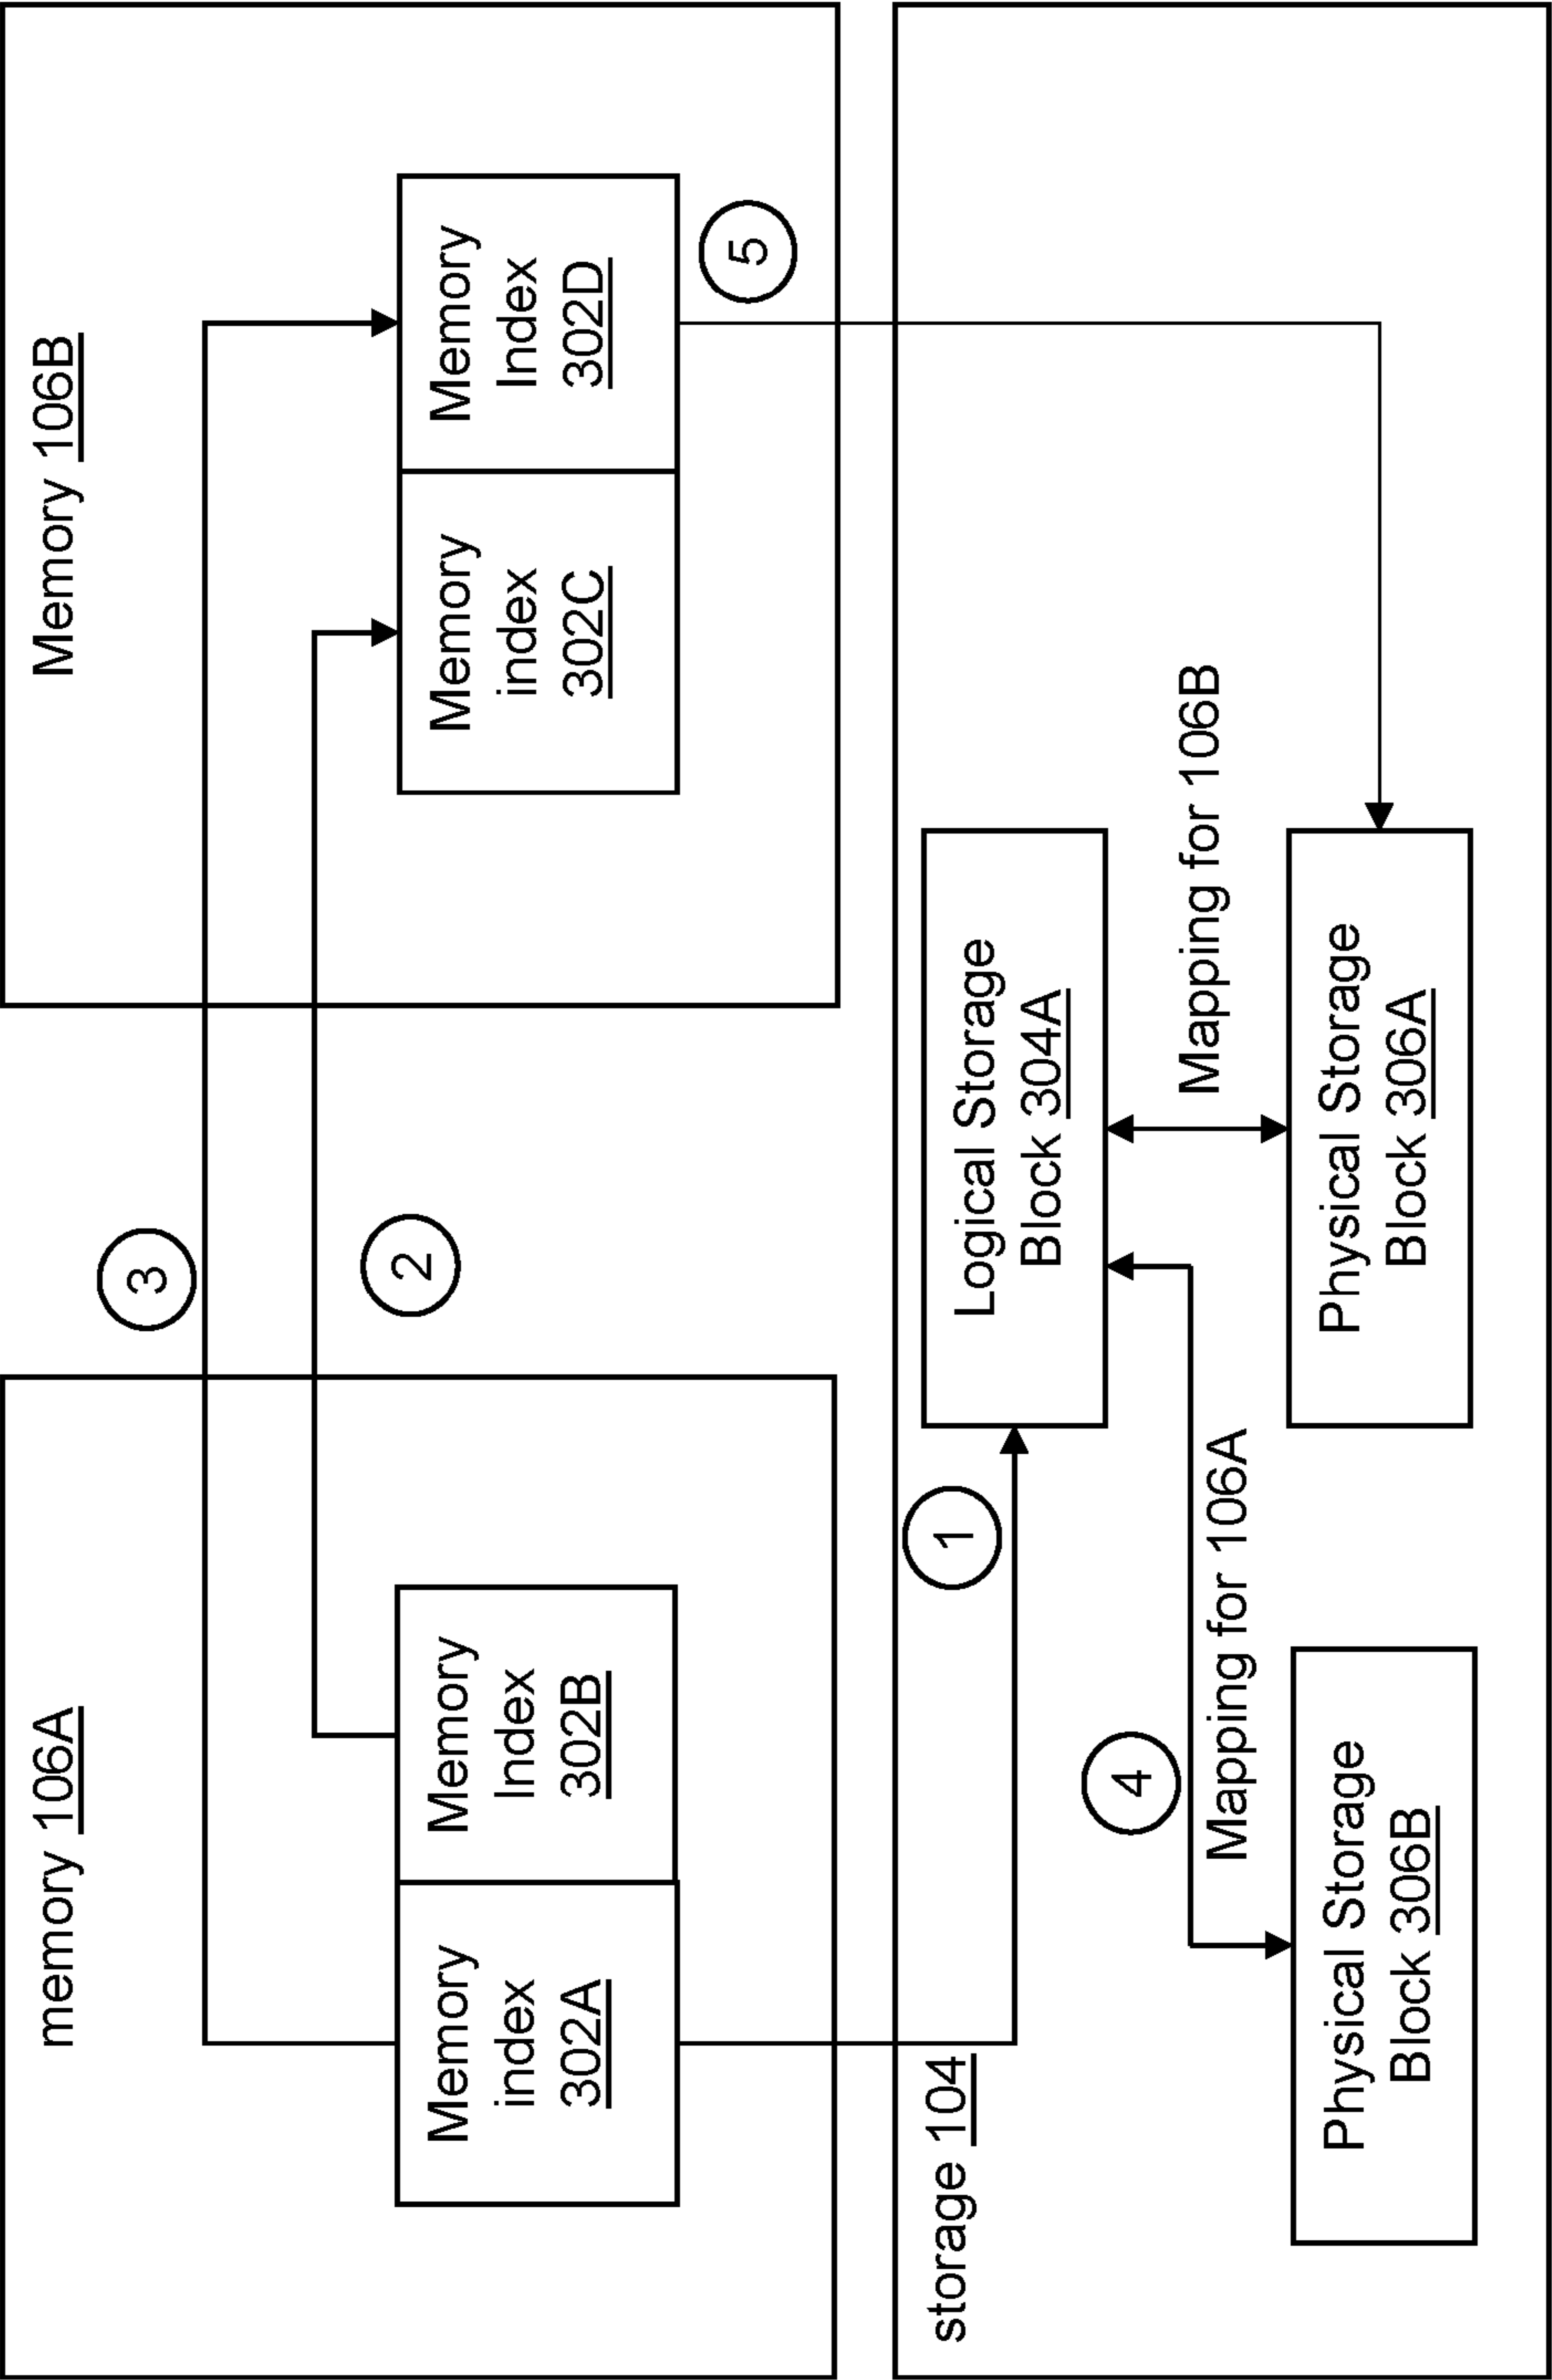 memory 106A
Memory 106B
3
2
Memory
index
302A
Memory
Index
302B
Memory
index
302C
Memory
Index
302D
5
storage 104
1
Logical Storage
Block 304A
4
Mapping for 106A
Mapping for 106B
Physical Storage
Block 306B
Physical Storage
Block 306A